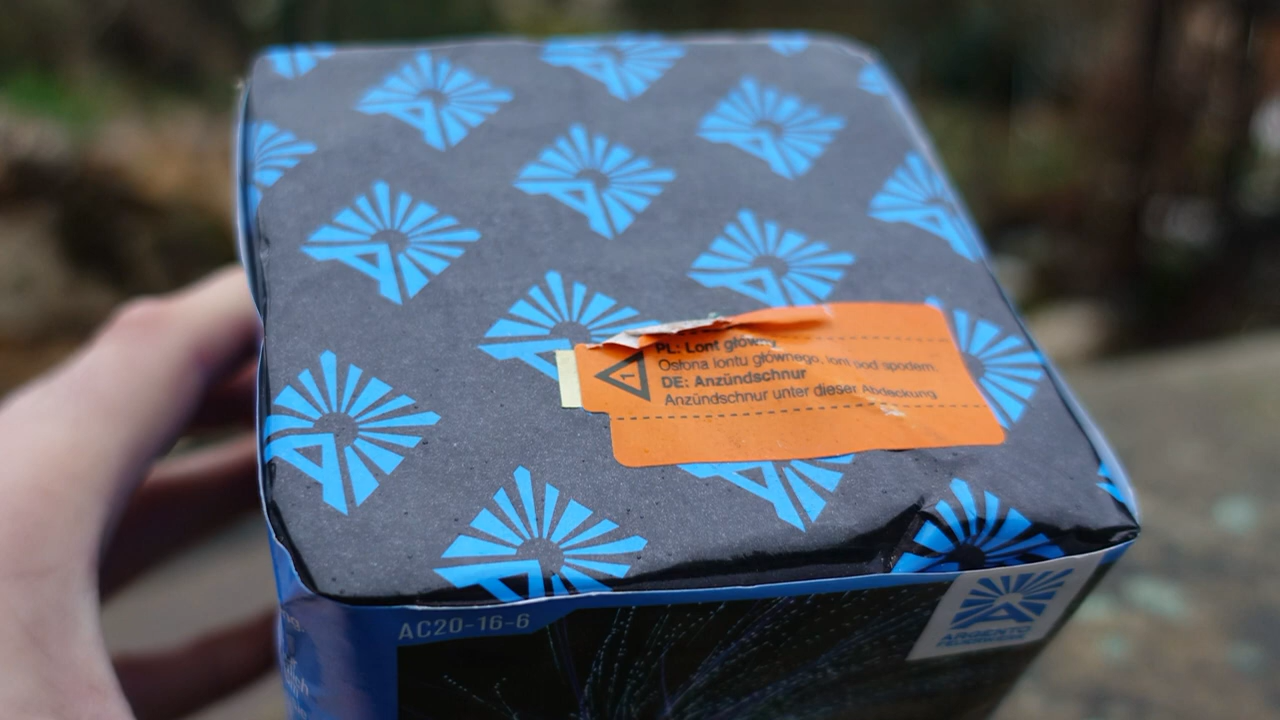 PL: Lont główny
Osłona lontu głównego, lont pod spodem.
DE: Anzündschnur
Anzündschnur unter dieser Abdeckung
1
AC20-16-6
ARGENTO
FEUERWERK